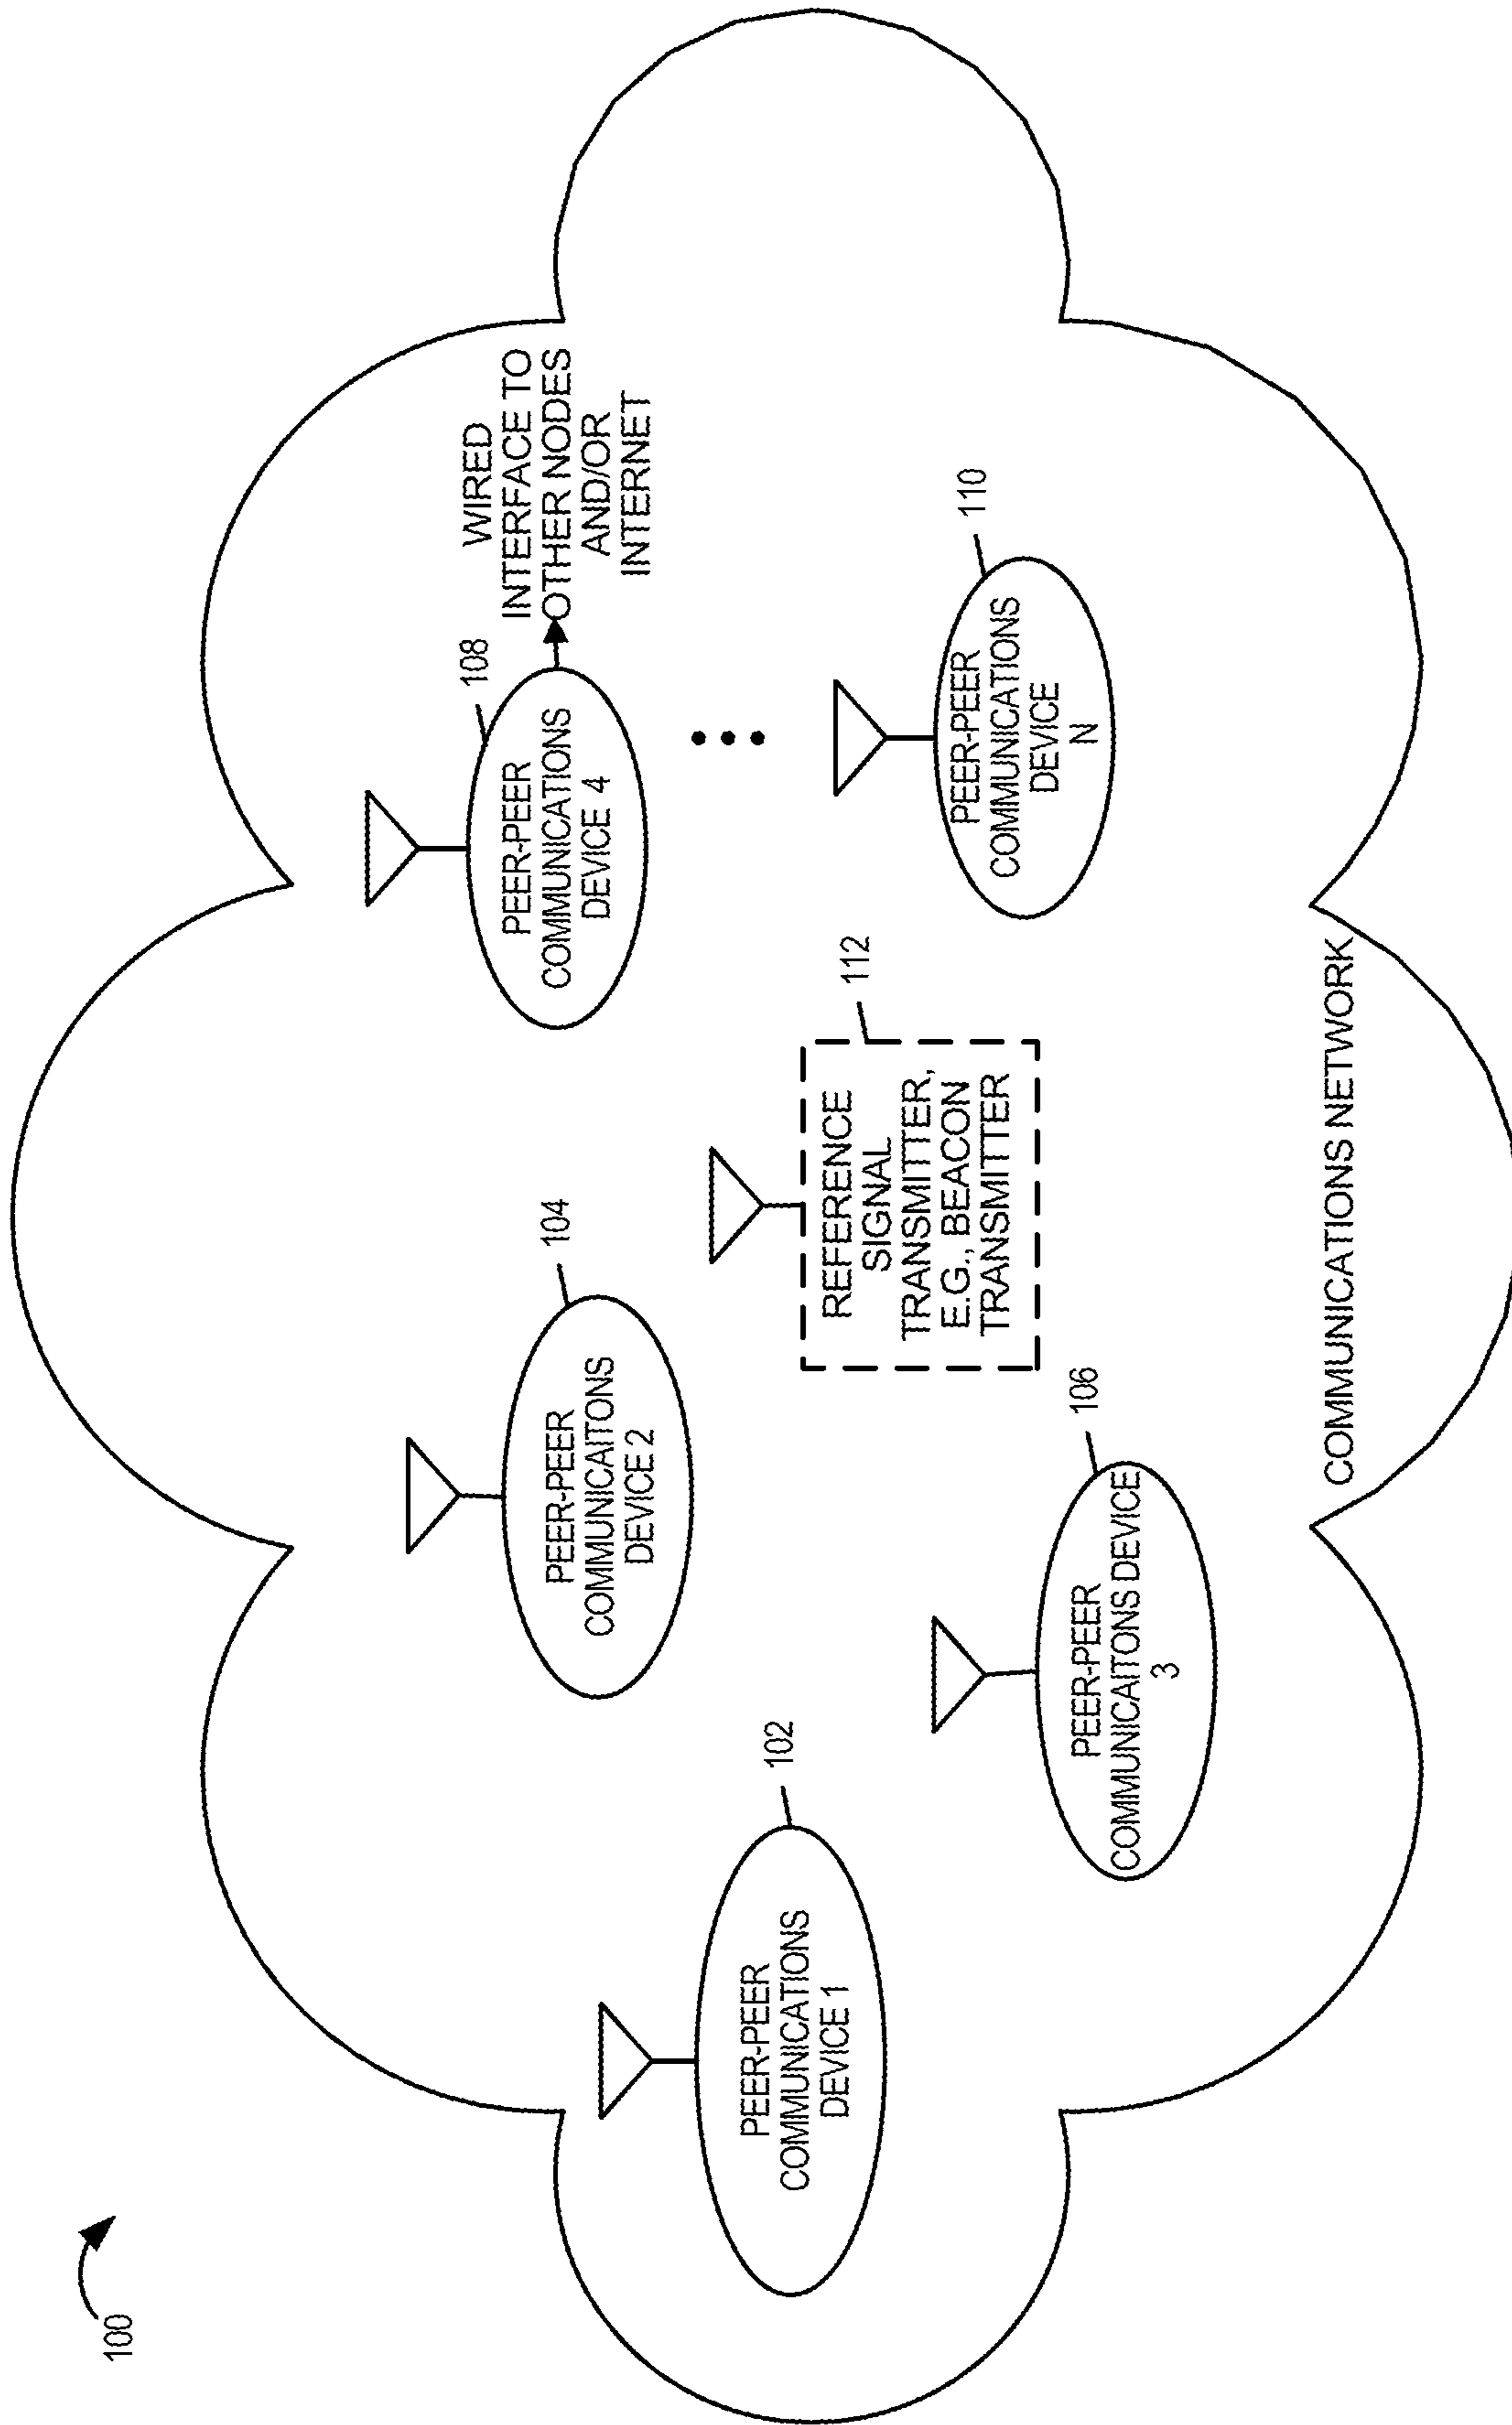 100
PEER-PEER
COMMUNICATIONS
DEVICE 1
102
PEER-PEER
COMMUNICAITONS
DEVICE 2
104
PEER-PEER
COMMUNICAITONS DEVICE
3
106
REFERENCE
SIGNAL
TRANSMITTER,
E.G., BEACON
TRANSMITTER
112
PEER-PEER
COMMUNICATIONS
DEVICE 4
108
WIRED
INTERFACE TO
OTHER NODES
AND/OR
INTERNET
PEER-PEER
COMMUNICATIONS
DEVICE
N
110
COMMUNICATIONS NETWORK